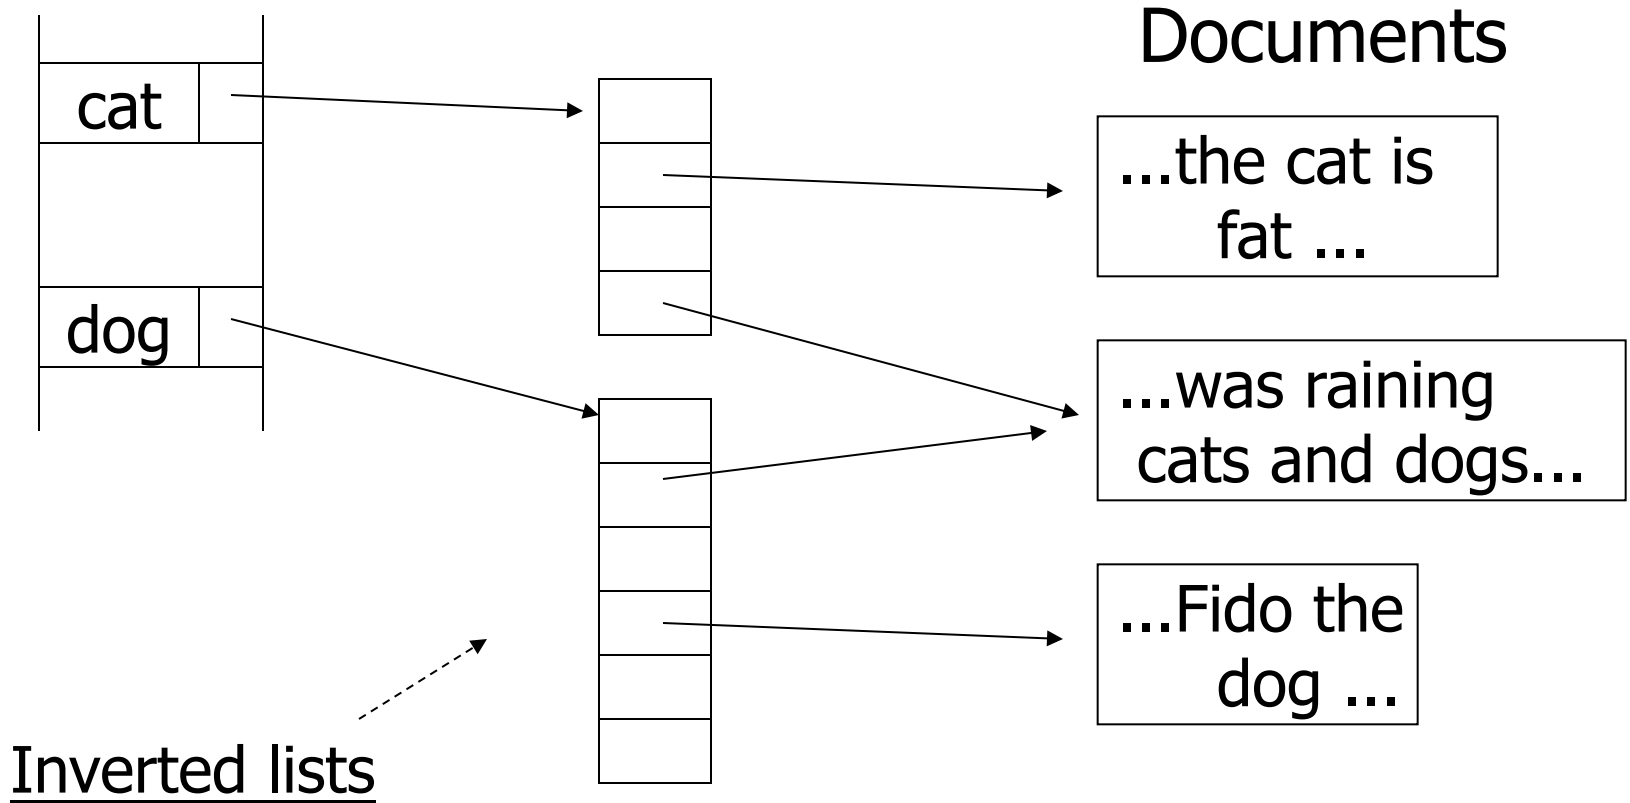 Documents
cat
...the cat is
fat ...
dog
...was raining
cats and dogs...
...Fido the
dog ...
Inverted lists